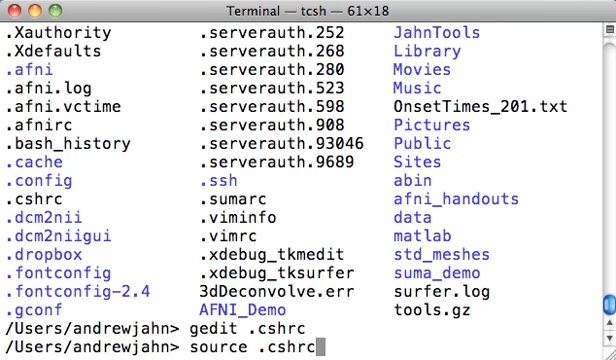 Terminal — tcsh — 61×18
.Xauthority .serverauth.252 JahnTools
.Xdefaults .serverauth.268 Library
.afni .serverauth.280 Movies
.afni.log .serverauth.523 Music
.afni.vctime .serverauth.598 OnsetTimes_201.txt
.afnirc .serverauth.908 Pictures
.bash_history .serverauth.93046 Public
.cache .serverauth.9689 Sites
.config .ssh abin
.cshrc .sumarc afni_handouts
.dcm2nii .viminfo data
.dcm2niigui .vimrc matlab
.dropbox .xdebug_tkmedit std_meshes
.fontconfig .xdebug_tksurfer suma_demo
.fontconfig-2.4 3dDeconvolve.err surfer.log
.gconf AFNI_Demo tools.gz
/Users/andrewjahn> gedit .cshrc
/Users/andrewjahn> source .cshrc